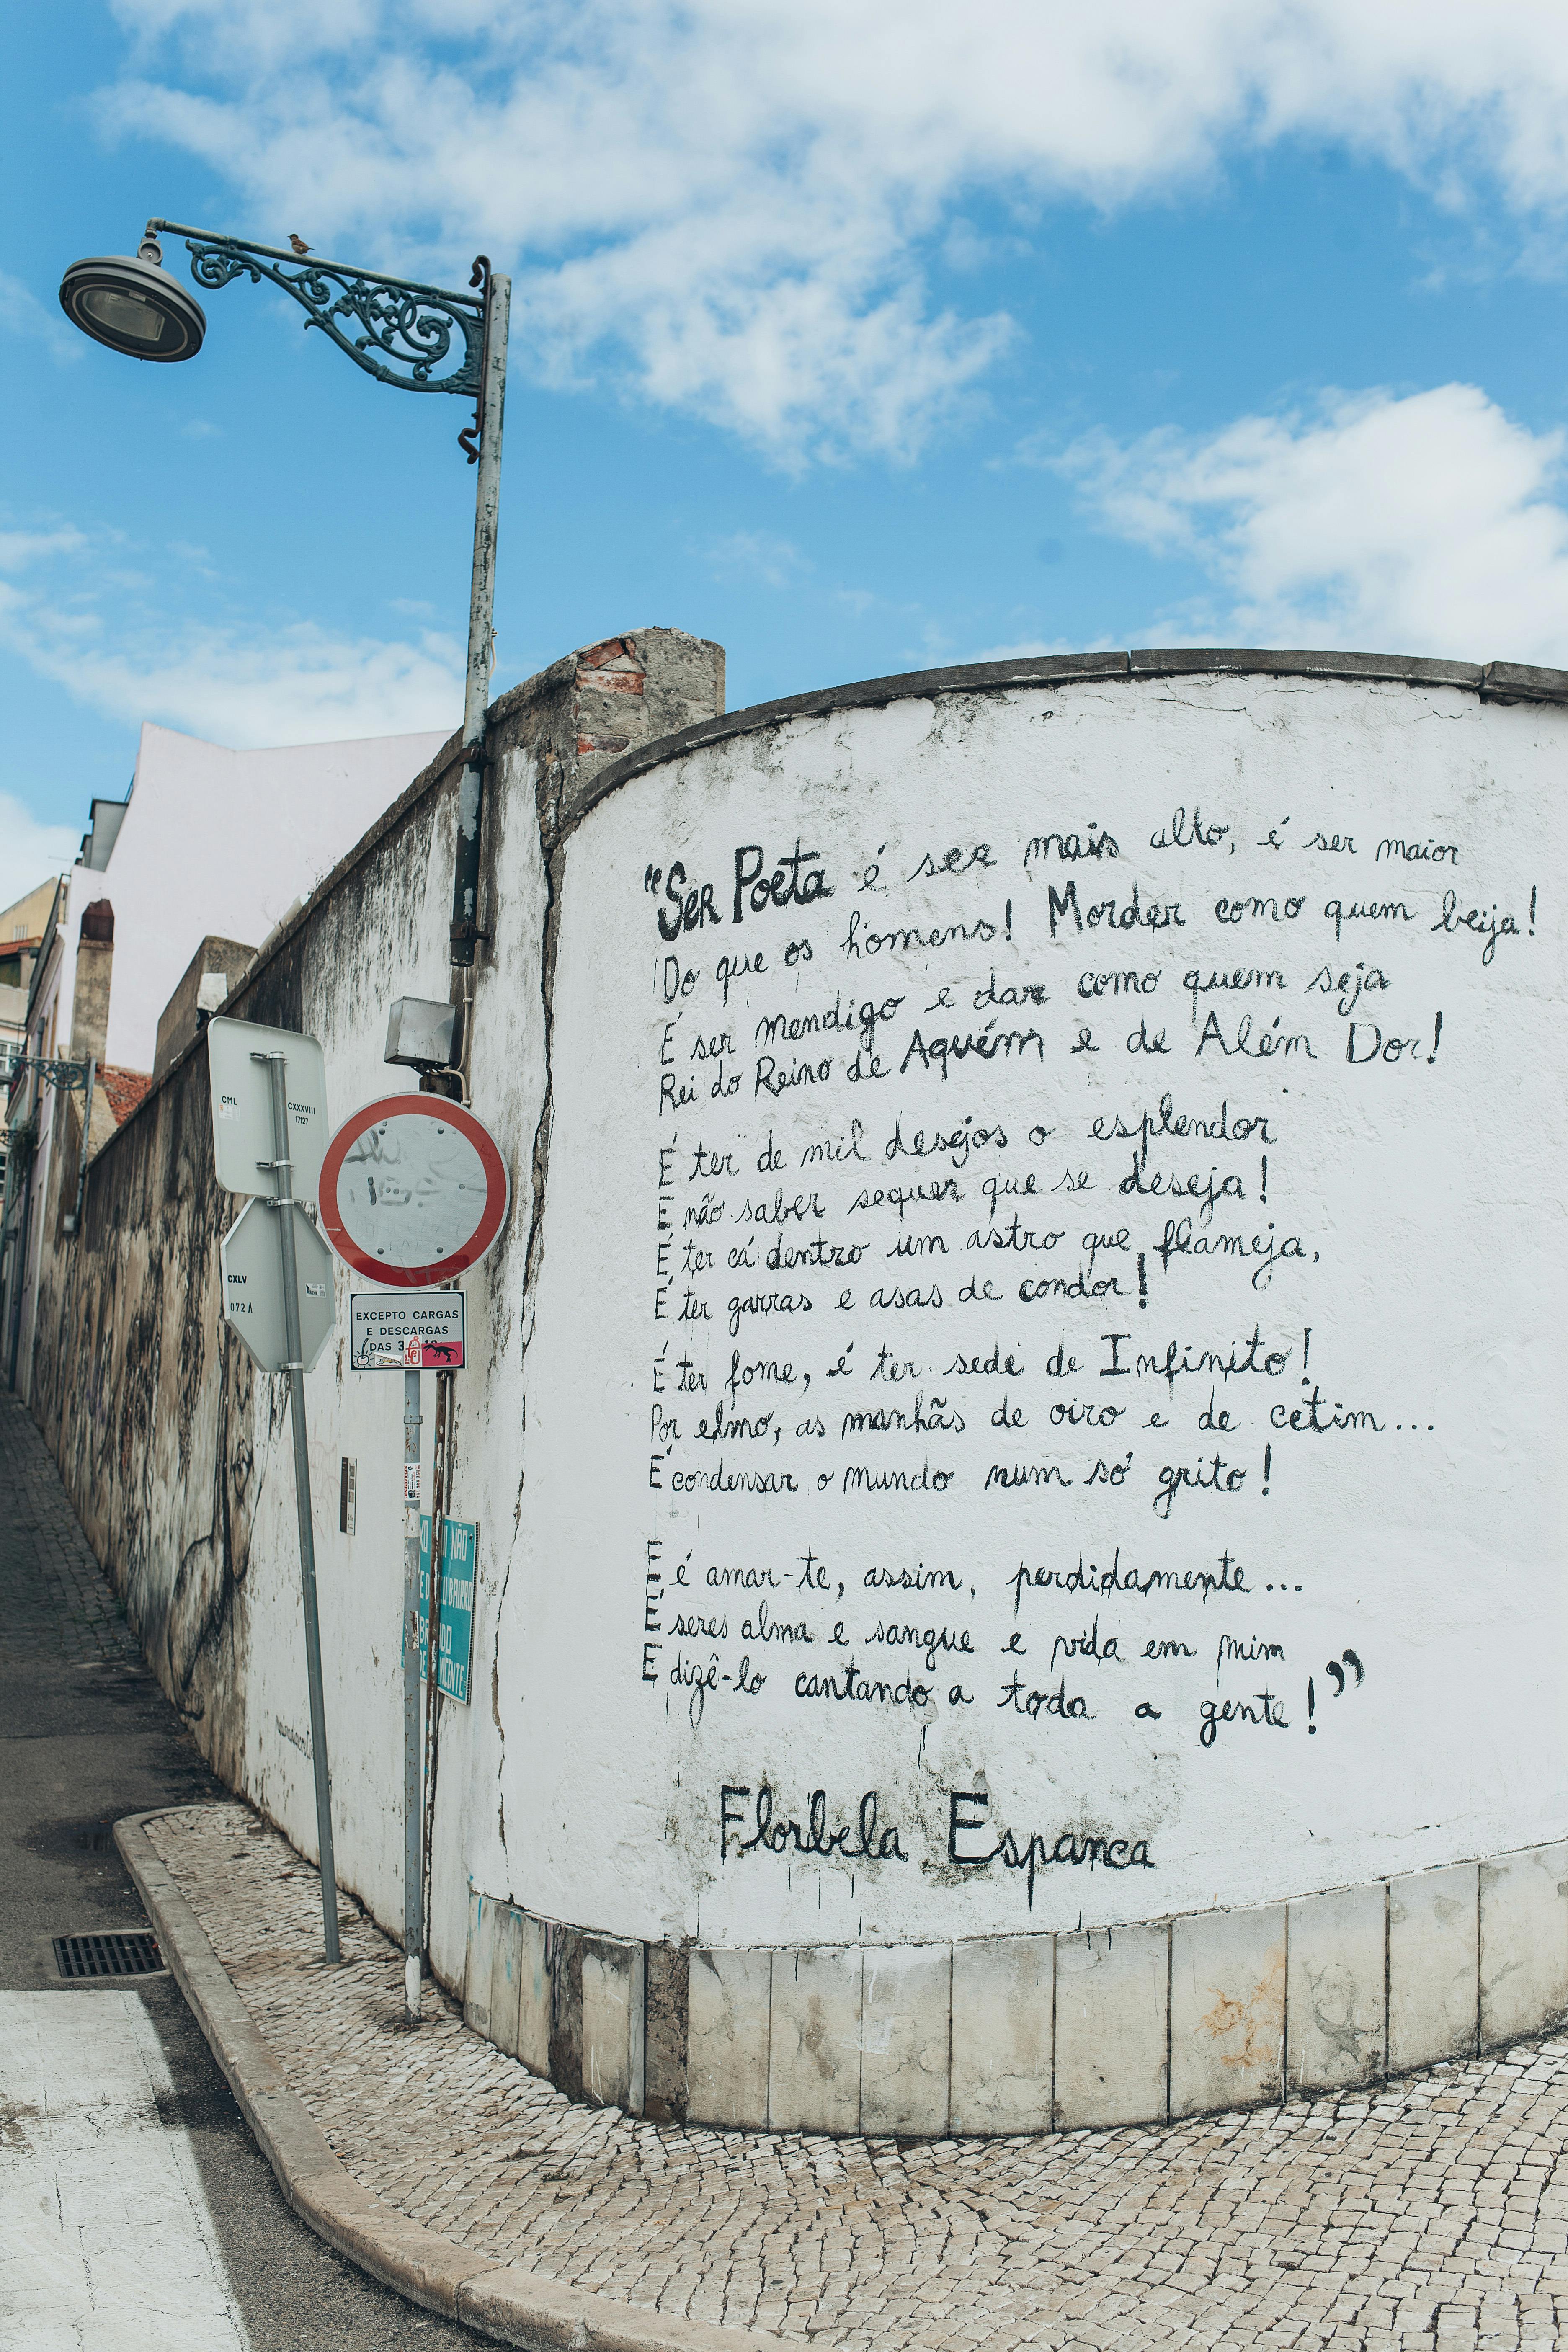 "Ser Poeta é ser mais alto, é ser maior
Do que os homens! Morder como quem beija!
É ser mendigo e dar como quem seja
Rei do Reino de Aquém e de Além Dor!
É ter de mil desejos o esplendor
E não saber sequer que se deseja!
É ter cá dentro um astro que flameja,
É ter garras e asas de condor!
É ter fome, é ter sede de Infinito!
Por elmo, as manhãs de oiro e de cetim...
É condensar o mundo num só grito!
E é amar-te, assim, perdidamente...
É seres alma e sangue e vida em mim
E dizê-lo cantando a toda a gente!"
Florbela Espanca
CML
CXXXVIII
17127
CXLV
072 A
EXCEPTO CARGAS
E DESCARGAS
DAS
NÃO